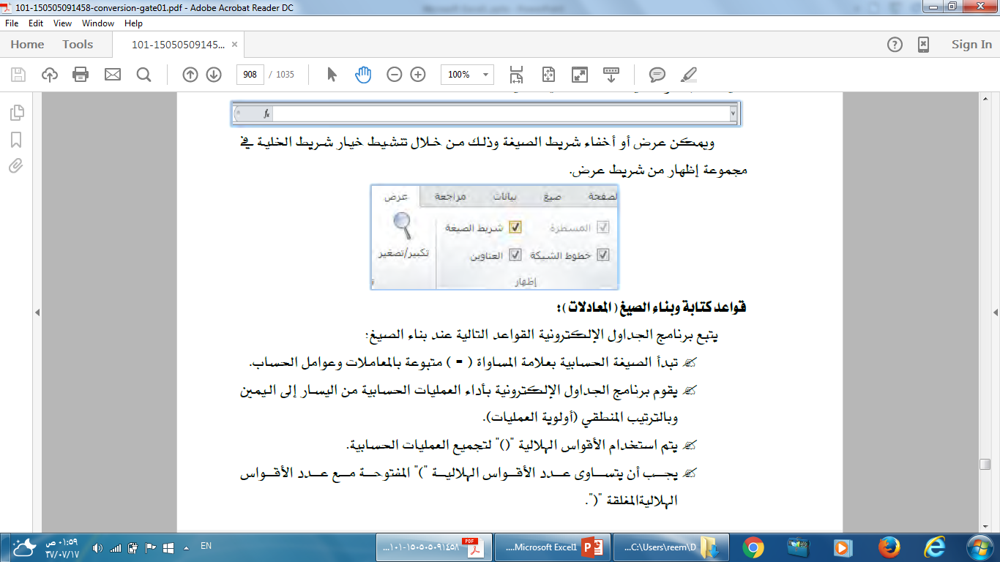 101-150505091458-conversion-gate01.pdf - Adobe Acrobat Reader DC
File Edit View Window Help
Home Tools 101-15050509145... × Sign In
908 / 1035 100%
fx
ويمكن عرض أو أخفاء شريط الصيغة وذلك من خلال تنشيط خيار شريط الخلية في
مجموعة إظهار من شريط عرض.
لصفحة صيغ بيانات مراجعة عرض
المسطرة شريط الصيغة
خطوط الشبكة العناوين تكبير/تصغير
إظهار
قواعد كتابة وبناء الصيغ ( المعادلات ):
يتبع برنامج الجداول الإلكترونية القواعد التالية عند بناء الصيغ:
تبدأ الصيغة الحسابية بعلامة المساواة ( = ) متبوعة بالمعاملات وعوامل الحساب.
يقوم برنامج الجداول الإلكترونية بأداء العمليات الحسابية من اليسار إلى اليمين
وبالترتيب المنطقي (أولوية العمليات).
يتم استخدام الأقواس الهلالية "()" لتجميع العمليات الحسابية.
يجب أن يتساوى عدد الأقواس الهلالية "(" المفتوحة مع عدد الأقواس
الهلاليةالمغلقة ")".
EN ...١٠١-١٥٠٥٠٥٠٩١٤٥٨ ...Microsoft Excel1 ...C:\Users\reem\D
٠١:٥٩ ص
٣٧/٠٧/١٧